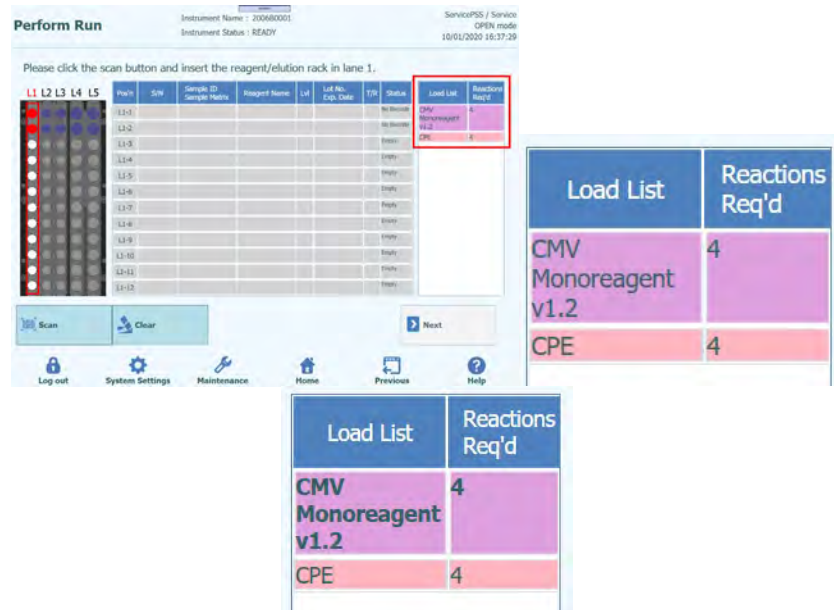 Perform Run
Instrument Name : 2006B0001
Instrument Status : READY
ServicePSS / Service
OPEN mode
10/01/2020 16:37:29
Please click the scan button and insert the reagent/elution rack in lane 1.
L1 L2 L3 L4 L5
Pos'n S/N Sample ID Reagent Name Lvl Lot No. T/R Status
Sample Matrix Exp. Date
Load List Reactions
Req'd
L1-1 No Barcode
L1-2 No Barcode
L1-3 Empty
L1-4 Empty
L1-5 Empty
L1-6 Empty
L1-7 Empty
L1-8 Empty
L1-9 Empty
L1-10 Empty
L1-11 Empty
L1-12 Empty
CMV 4
Monoreagent
v1.2
CPE 4
Scan
Clear
Next
Log out
System Settings
Maintenance
Home
Previous
Help
Load List Reactions
Req'd
CMV 4
Monoreagent
v1.2
CPE 4
Load List Reactions
Req'd
CMV 4
Monoreagent
v1.2
CPE 4